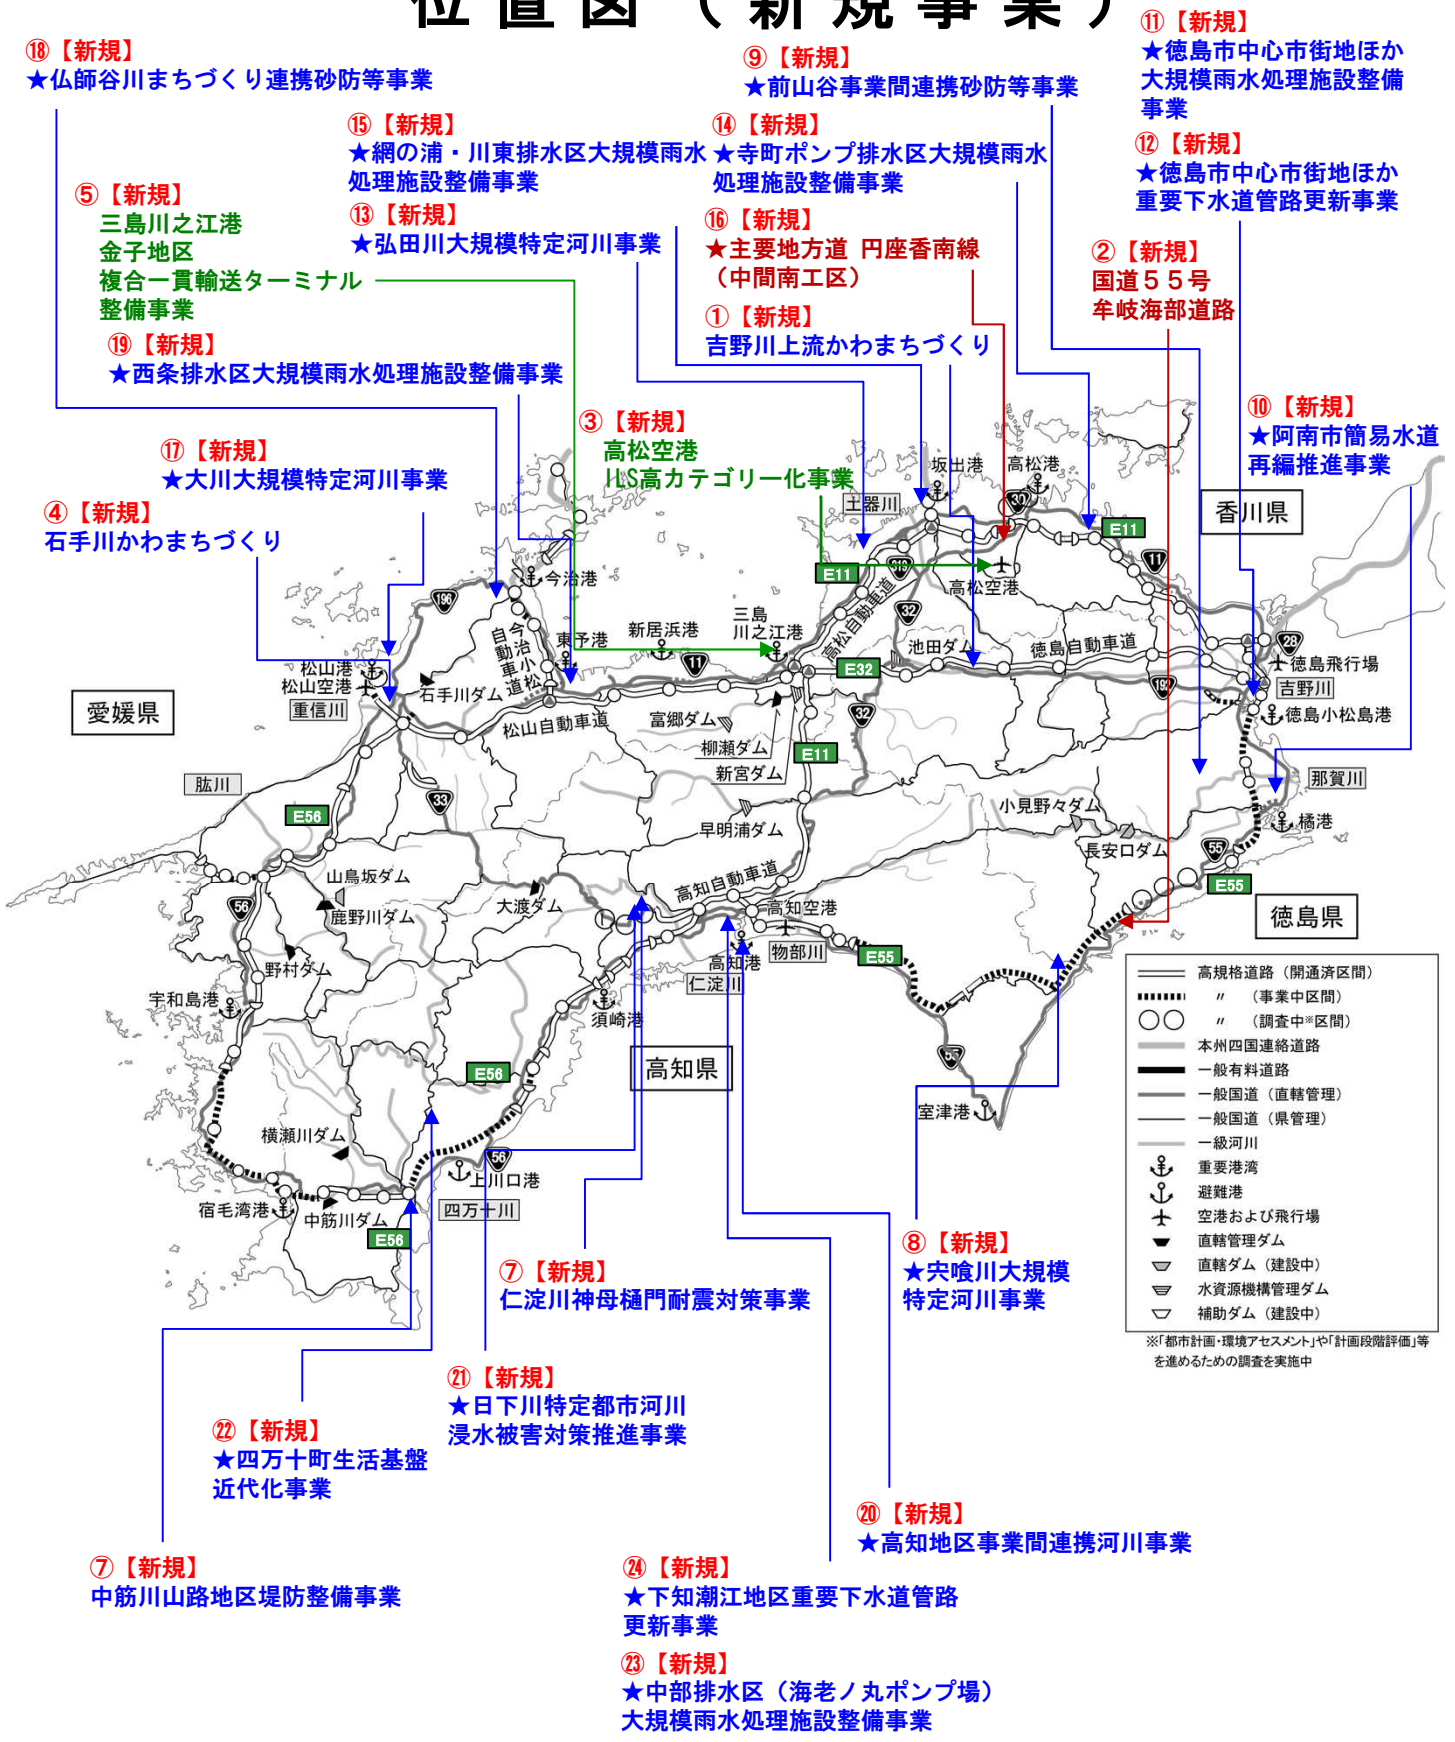 位置図（新規事業）
⑱【新規】
★仏師谷川まちづくり連携砂防等事業
⑨【新規】
★前山谷事業間連携砂防等事業
⑪【新規】
★徳島市中心市街地ほか
大規模雨水処理施設整備
事業
⑮【新規】
★網の浦・川東排水区大規模雨水
処理施設整備事業
⑭【新規】
★寺町ポンプ排水区大規模雨水
処理施設整備事業
⑫【新規】
★徳島市中心市街地ほか
重要下水道管路更新事業
⑤【新規】
三島川之江港
金子地区
複合一貫輸送ターミナル
整備事業
⑬【新規】
★弘田川大規模特定河川事業
⑯【新規】
★主要地方道 円座香南線
（中間南工区）
②【新規】
国道５５号
牟岐海部道路
①【新規】
吉野川上流かわまちづくり
⑲【新規】
★西条排水区大規模雨水処理施設整備事業
③【新規】
高松空港
ILS高カテゴリー化事業
⑩【新規】
★阿南市簡易水道
再編推進事業
⑰【新規】
★大川大規模特定河川事業
④【新規】
石手川かわまちづくり
坂出港
高松港
土器川
30
香川県
E11
11
E11
319
高松空港
今治港
196
32
高松自動車道
三島
川之江港
新居浜港
東予港
今治小松
自動車道
11
池田ダム
徳島自動車道
28
徳島飛行場
吉野川
徳島小松島港
192
E32
松山港
松山空港
重信川
石手川ダム
愛媛県
松山自動車道
富郷ダム
柳瀬ダム
新宮ダム
32
E11
那賀川
肱川
33
E56
早明浦ダム
小見野々ダム
長安口ダム
橘港
55
E55
山鳥坂ダム
鹿野川ダム
56
大渡ダム
高知自動車道
高知空港
徳島県
野村ダム
高知港
物部川
E55
仁淀川
宇和島港
須崎港
高知県
E56
55
室津港
横瀬川ダム
56
上川口港
宿毛湾港
中筋川ダム
四万十川
E56
高規格道路（開通済区間）
〃　（事業中区間）
〃　（調査中※区間）
本州四国連絡道路
一般有料道路
一般国道（直轄管理）
一般国道（県管理）
一級河川
重要港湾
避難港
空港および飛行場
直轄管理ダム
直轄ダム（建設中）
水資源機構管理ダム
補助ダム（建設中）
※「都市計画・環境アセスメント」や「計画段階評価」等
を進めるための調査を実施中
⑧【新規】
★宍喰川大規模
特定河川事業
⑦【新規】
仁淀川神母樋門耐震対策事業
㉑【新規】
★日下川特定都市河川
浸水被害対策推進事業
㉒【新規】
★四万十町生活基盤
近代化事業
⑳【新規】
★高知地区事業間連携河川事業
⑦【新規】
中筋川山路地区堤防整備事業
㉔【新規】
★下知潮江地区重要下水道管路
更新事業
㉓【新規】
★中部排水区（海老ノ丸ポンプ場）
大規模雨水処理施設整備事業